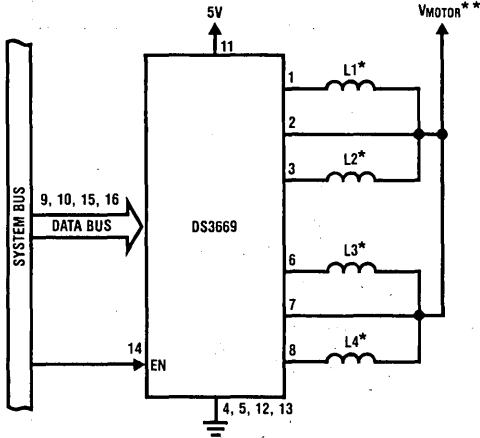 5V
VMOTOR**
11
1
L1*
2
3
L2*
SYSTEM BUS
9, 10, 15, 16
DATA BUS
DS3669
6
L3*
7
8
L4*
14
EN
4, 5, 12, 13